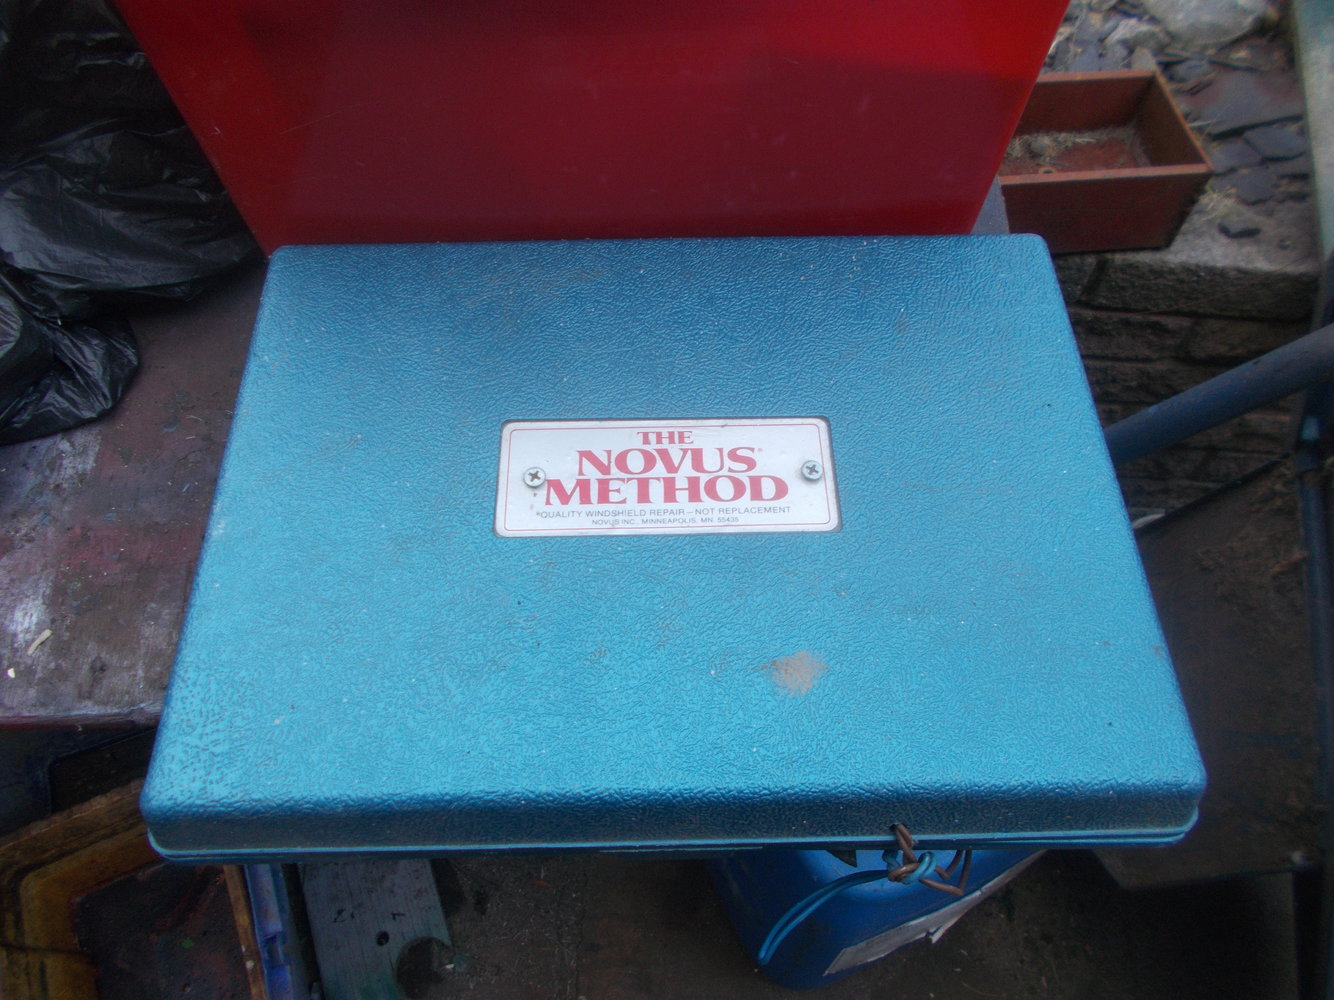 THE
NOVUS®
METHOD
*QUALITY WINDSHIELD REPAIR—NOT REPLACEMENT
NOVUS INC., MINNEAPOLIS, MN 55435